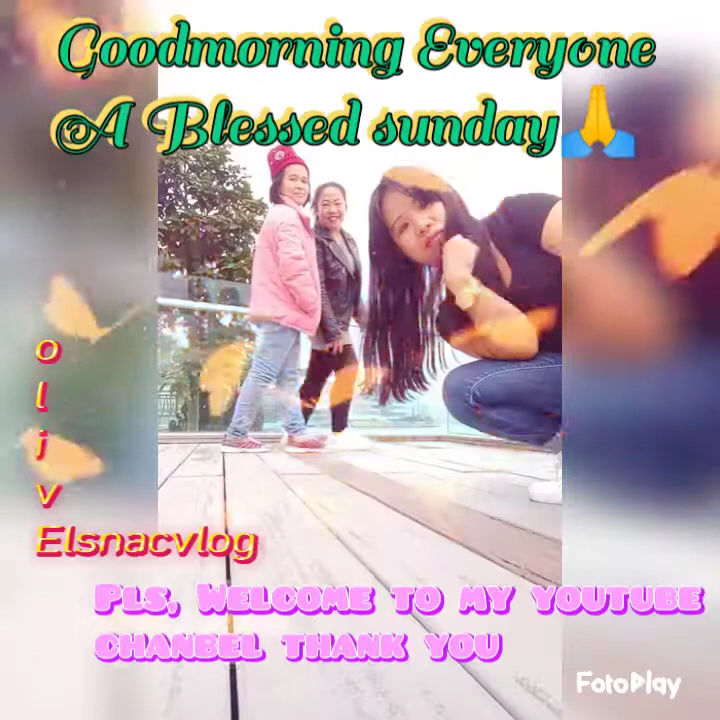 Goodmorning Everyone
A Blessed sunday🙏
o
l
i
v
Elsnacvlog
Pls, Welcome to my youtube
chanbel thank you
FotoPlay